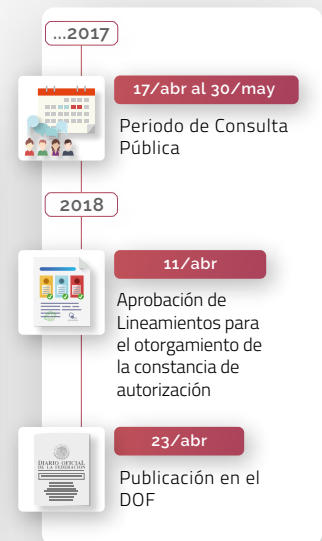 ...2017
17/abr al 30/may
Periodo de Consulta
Pública
2018
11/abr
Aprobación de
Lineamientos para
el otorgamiento de
la constancia de
autorización
23/abr
DIARIO OFICIAL
DE LA FEDERACION
Publicación en el
DOF